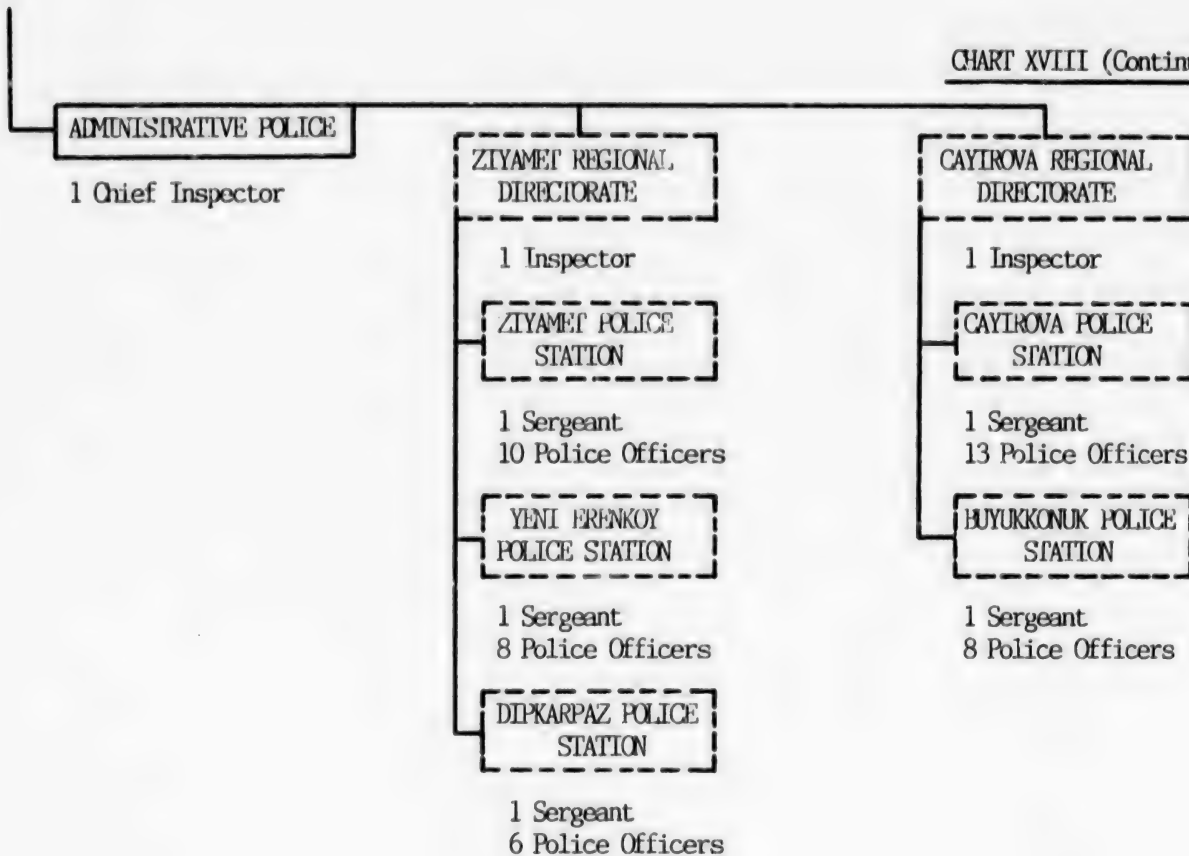 CHART XVIII (Continu
ADMINISTRATIVE POLICE
1 Chief Inspector
ZIYAMET REGIONAL
DIRECTORATE
1 Inspector
ZIYAMET POLICE
STATION
1 Sergeant
10 Police Officers
YENI ERENKOY
POLICE STATION
1 Sergeant
8 Police Officers
DIPKARPAZ POLICE
STATION
1 Sergeant
6 Police Officers
CAYIROVA REGIONAL
DIRECTORATE
1 Inspector
CAYIROVA POLICE
STATION
1 Sergeant
13 Police Officers
BUYUKKONUK POLICE
STATION
1 Sergeant
8 Police Officers